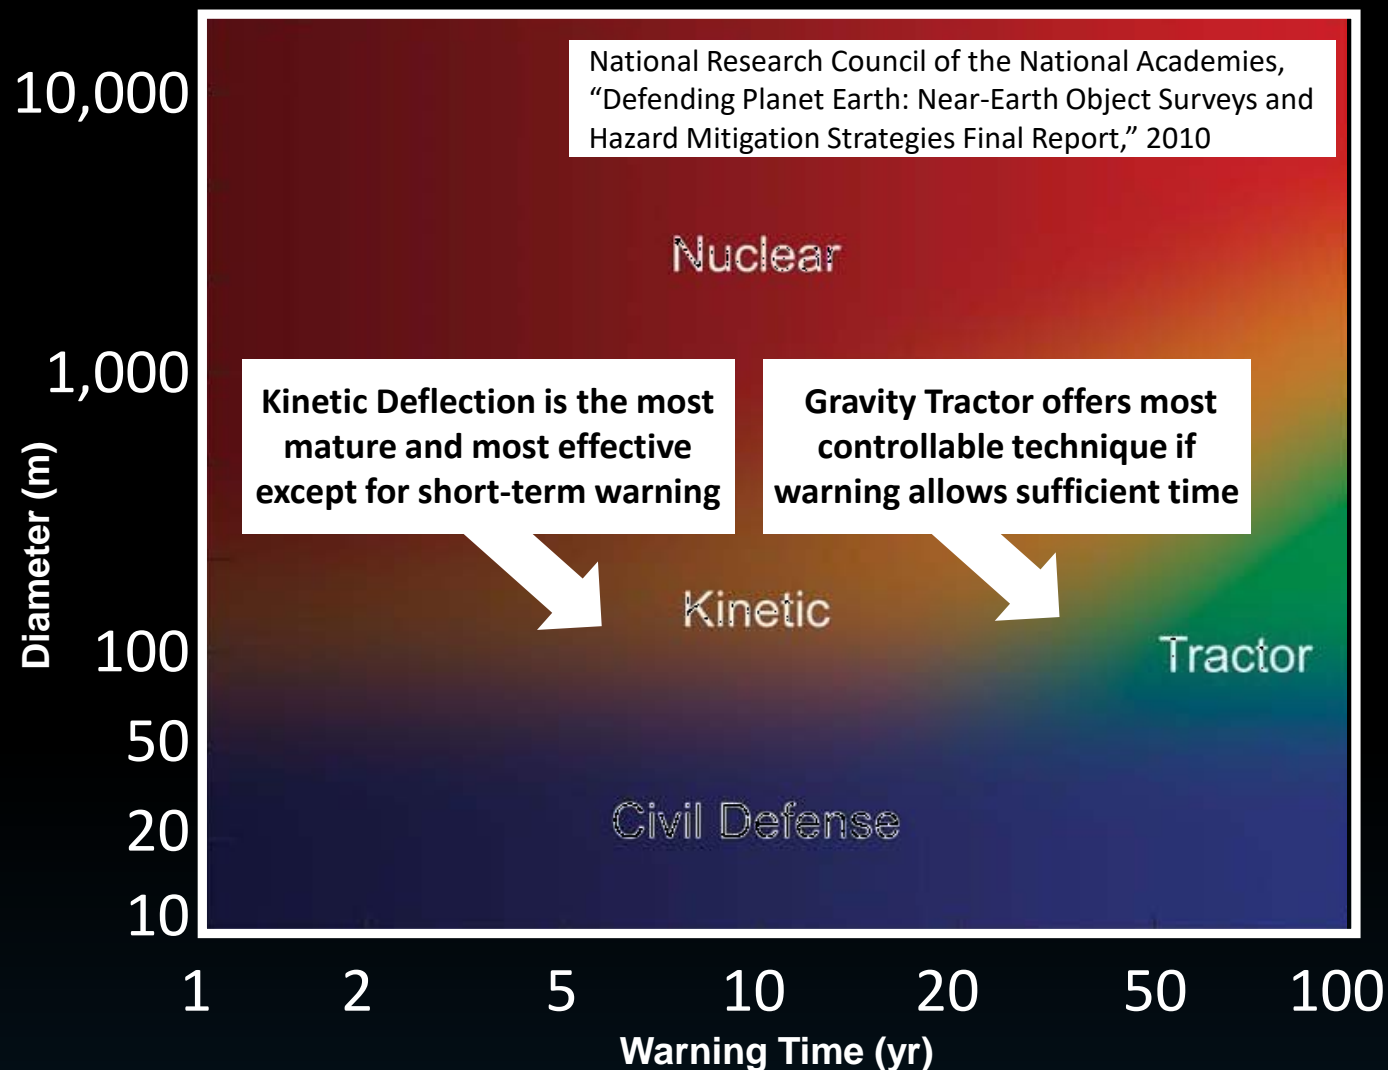 National Research Council of the National Academies,
“Defending Planet Earth: Near-Earth Object Surveys and
Hazard Mitigation Strategies Final Report,” 2010
10,000
Nuclear
1,000
Kinetic Deflection is the most
mature and most effective
except for short-term warning
Gravity Tractor offers most
controllable technique if
warning allows sufficient time
Diameter (m)
Kinetic
100
Tractor
50
Civil Defense
20
10
1 2 5 10 20 50 100
Warning Time (yr)